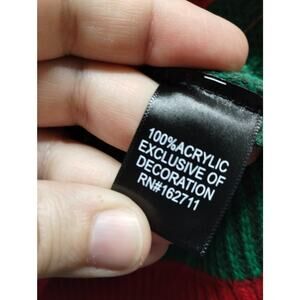 100%ACRYLIC
EXCLUSIVE OF
DECORATION
RN#162711